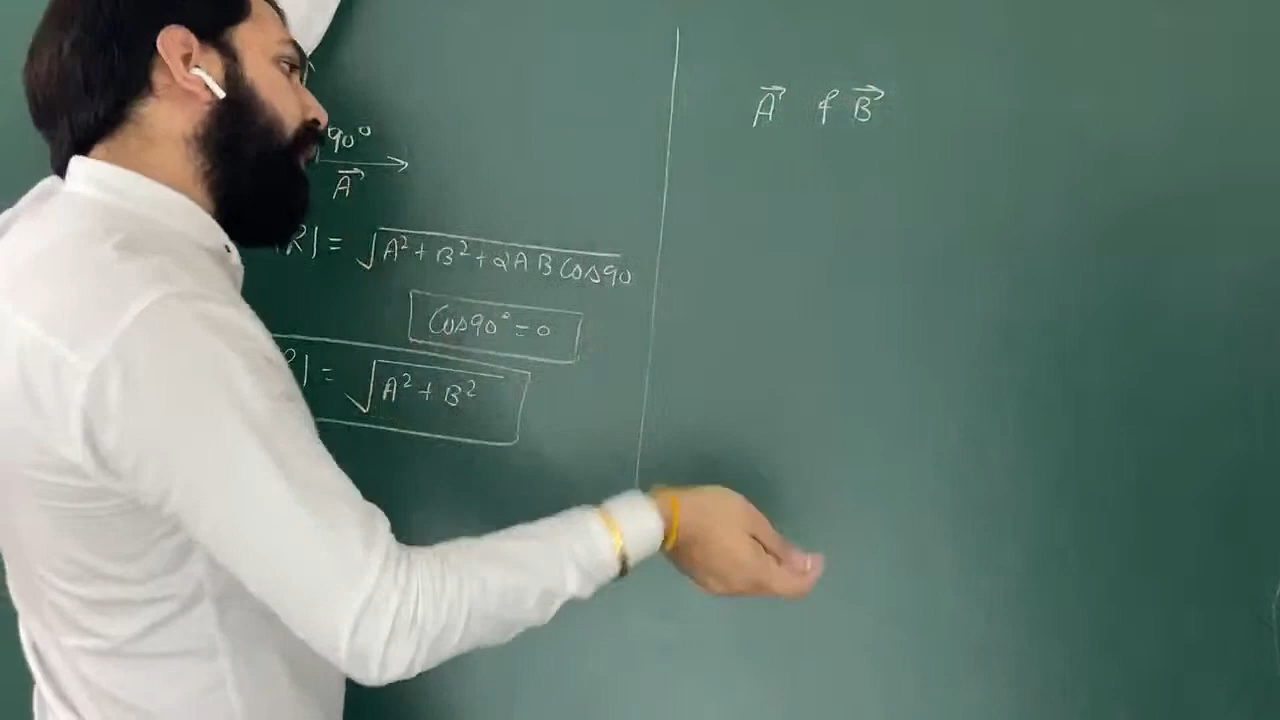 90°
A⃗
|R| = √A² + B² + 2AB Cos90
Cos90° = 0
R| = √A² + B²
A⃗ & B⃗